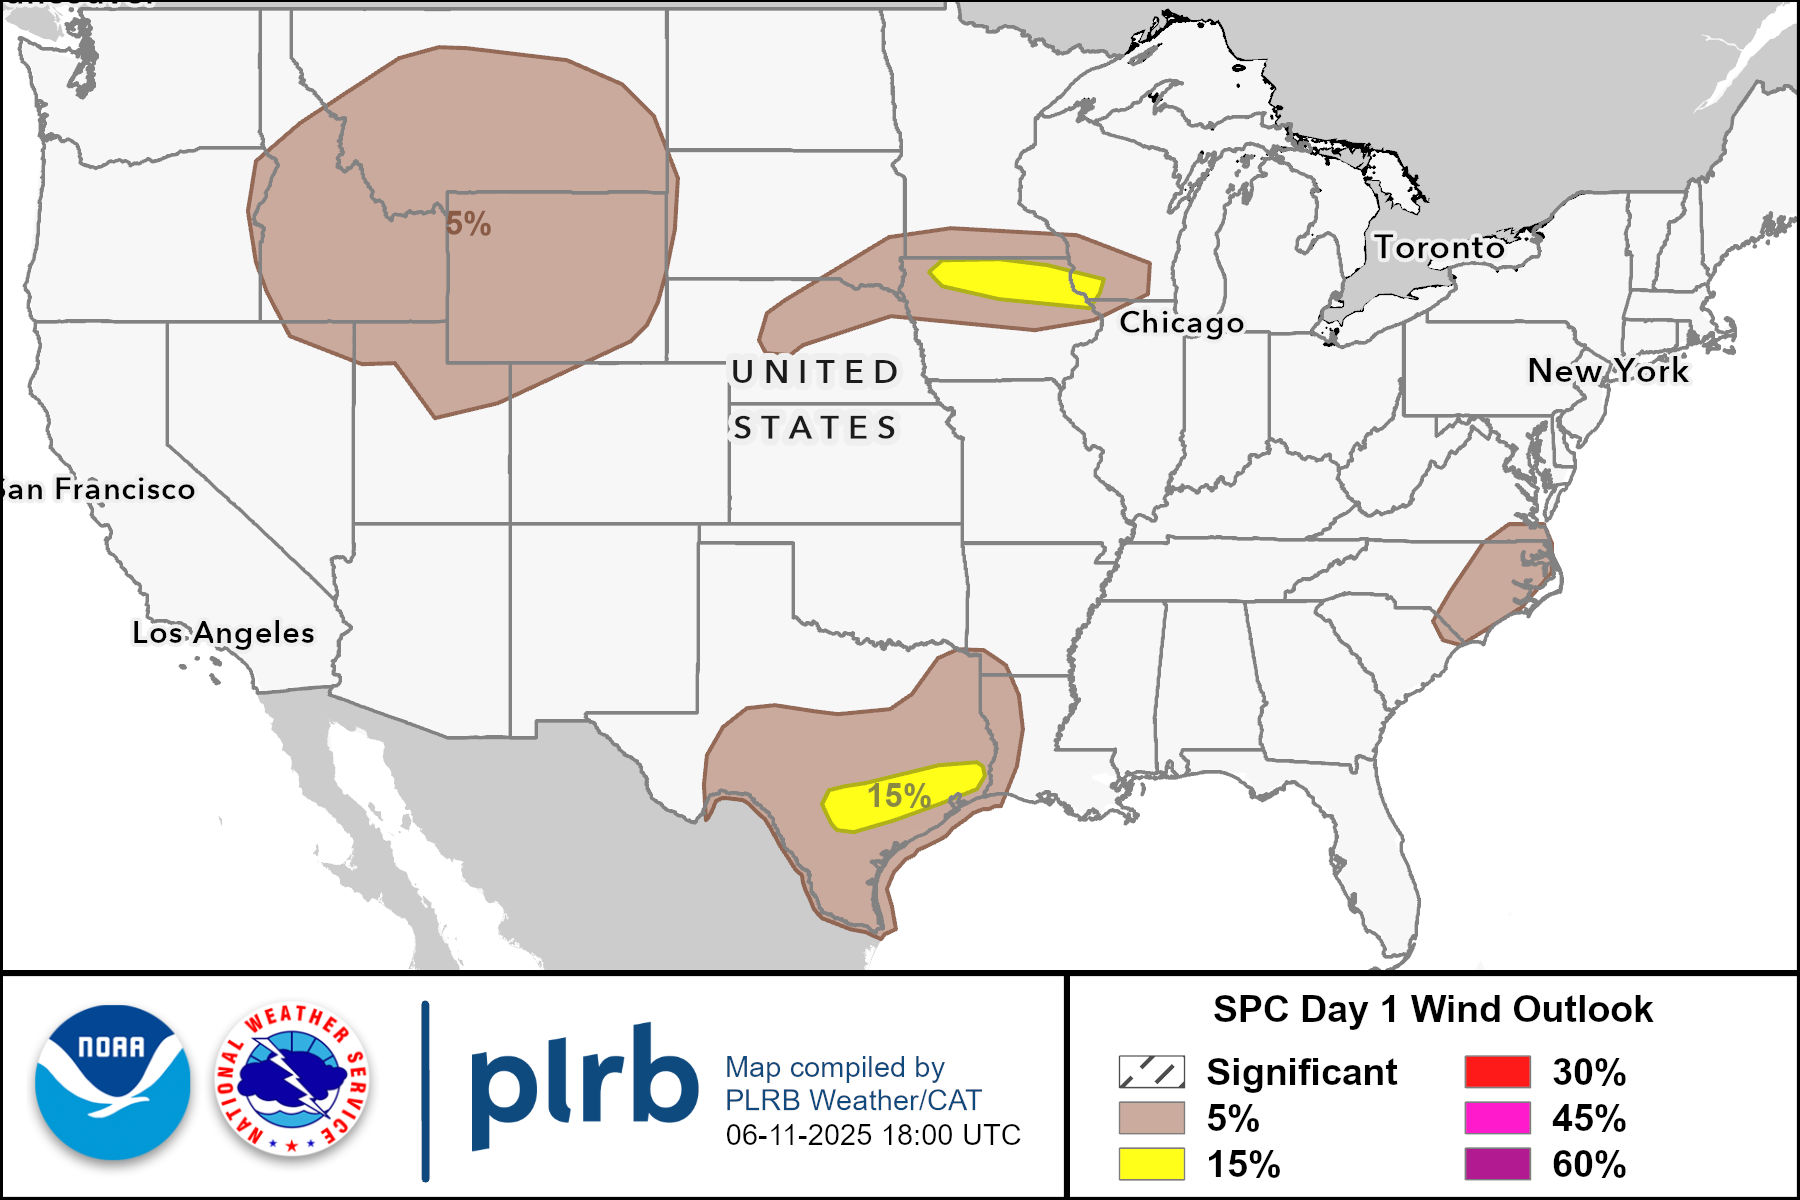 5%
Toronto
Chicago
UNITED
STATES
New York
San Francisco
Los Angeles
15%
NOAA
NATIONAL WEATHER SERVICE
plrb
Map compiled by
PLRB Weather/CAT
06-11-2025 18:00 UTC
SPC Day 1 Wind Outlook
Significant
30%
5%
45%
15%
60%